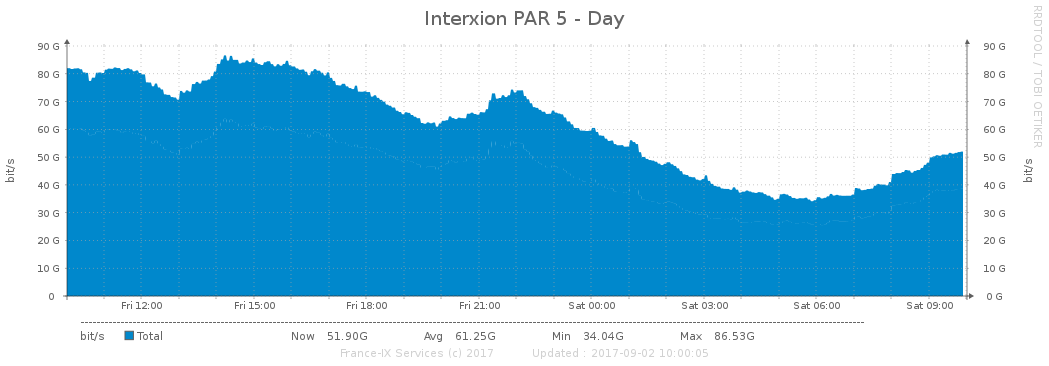 Interxion PAR 5 - Day
RRDTOOL / TOBI OETIKER
bit/s
90 G
80 G
70 G
60 G
50 G
40 G
30 G
20 G
10 G
0
90 G
80 G
70 G
60 G
50 G
40 G
30 G
20 G
10 G
0 G
bit/s
Fri 12:00 Fri 15:00 Fri 18:00 Fri 21:00 Sat 00:00 Sat 03:00 Sat 06:00 Sat 09:00
bit/s Total Now 51.90G Avg 61.25G Min 34.04G Max 86.53G
France-IX Services (c) 2017 Updated : 2017-09-02 10:00:05